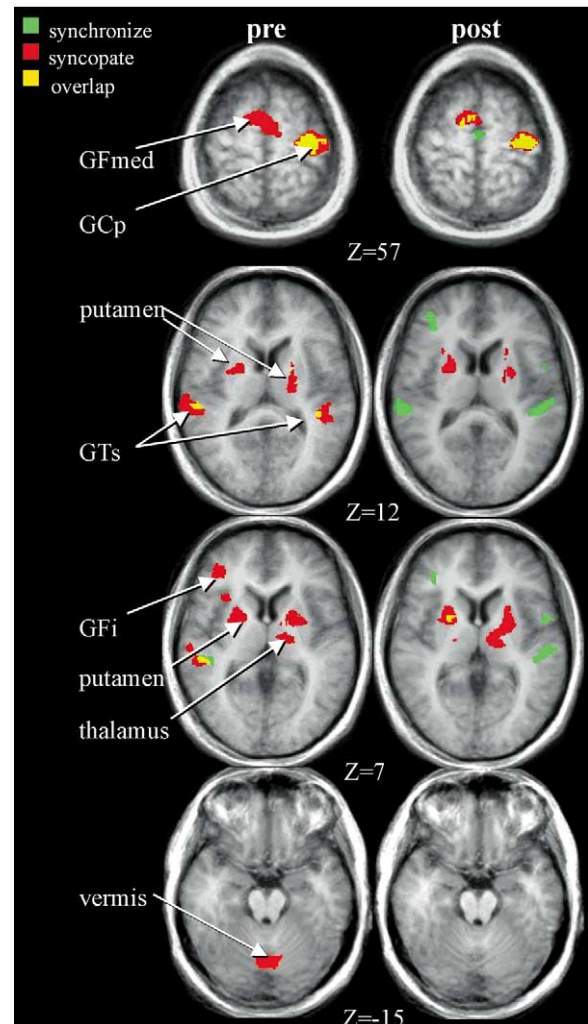 pre post
synchronize
syncopate
overlap
GFmed
GCp
Z=57
putamen
GTs
Z=12
GFi
putamen
thalamus
Z=7
vermis
Z=-15